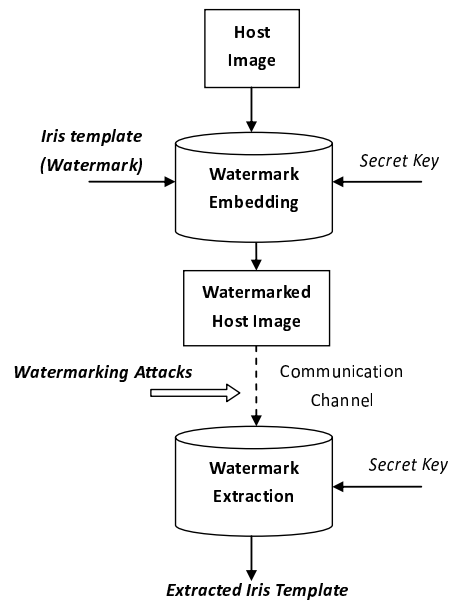 Host
Image
Iris template
(Watermark)
Secret Key
Watermark
Embedding
Watermarked
Host Image
Watermarking Attacks
Communication
Channel
Watermark
Extraction
Secret Key
Extracted Iris Template